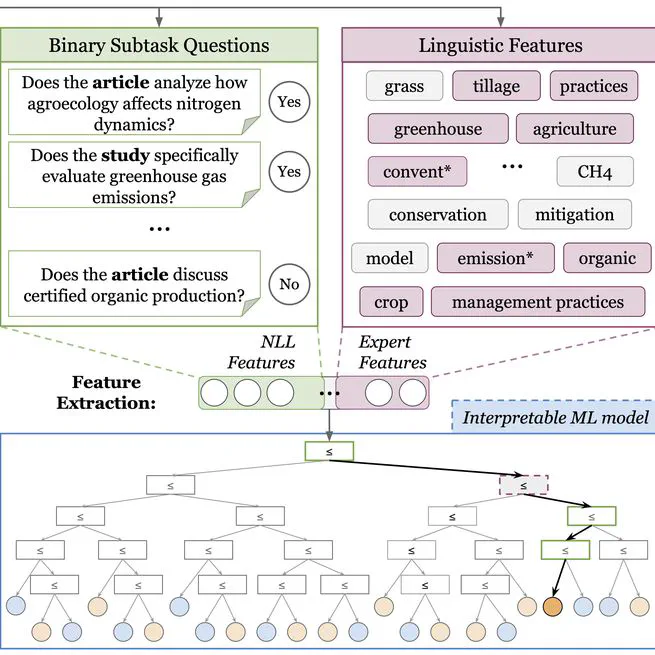 Binary Subtask Questions
Does the article analyze how
agroecology affects nitrogen
dynamics?
Yes
Does the study specifically
evaluate greenhouse gas
emissions?
Yes
...
Does the article discuss
certified organic production?
No
Linguistic Features
grass
tillage
practices
greenhouse
agriculture
convent*
...
CH4
conservation
mitigation
model
emission*
organic
crop
management practices
NLL
Features
Expert
Features
Feature
Extraction:
...
Interpretable ML model
≤
≤ ≤
≤ ≤ ≤ ≤
≤ ≤ ≤ ≤ ≤ ≤ ≤ ≤
≤ ≤ ≤ ≤ ≤ ≤ ≤